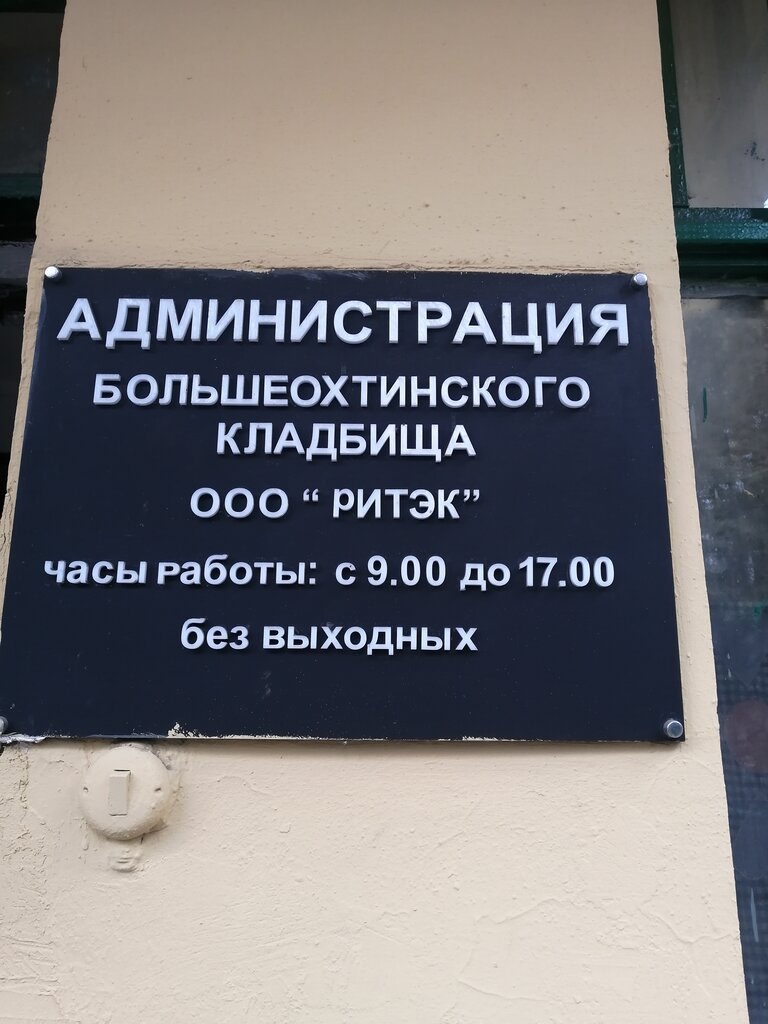 АДМИНИСТРАЦИЯ
БОЛЬШЕОХТИНСКОГО
КЛАДБИЩА
ООО “ РИТЭК”
часы работы: с 9.00 до 17.00
без выходных